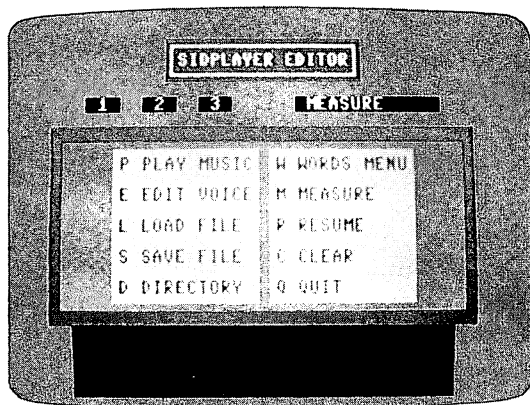 SIDPLAYER EDITOR
1 2 3 MEASURE
P PLAY MUSIC W WORDS MENU
E EDIT VOICE M MEASURE
L LOAD FILE R RESUME
S SAVE FILE C CLEAR
D DIRECTORY Q QUIT